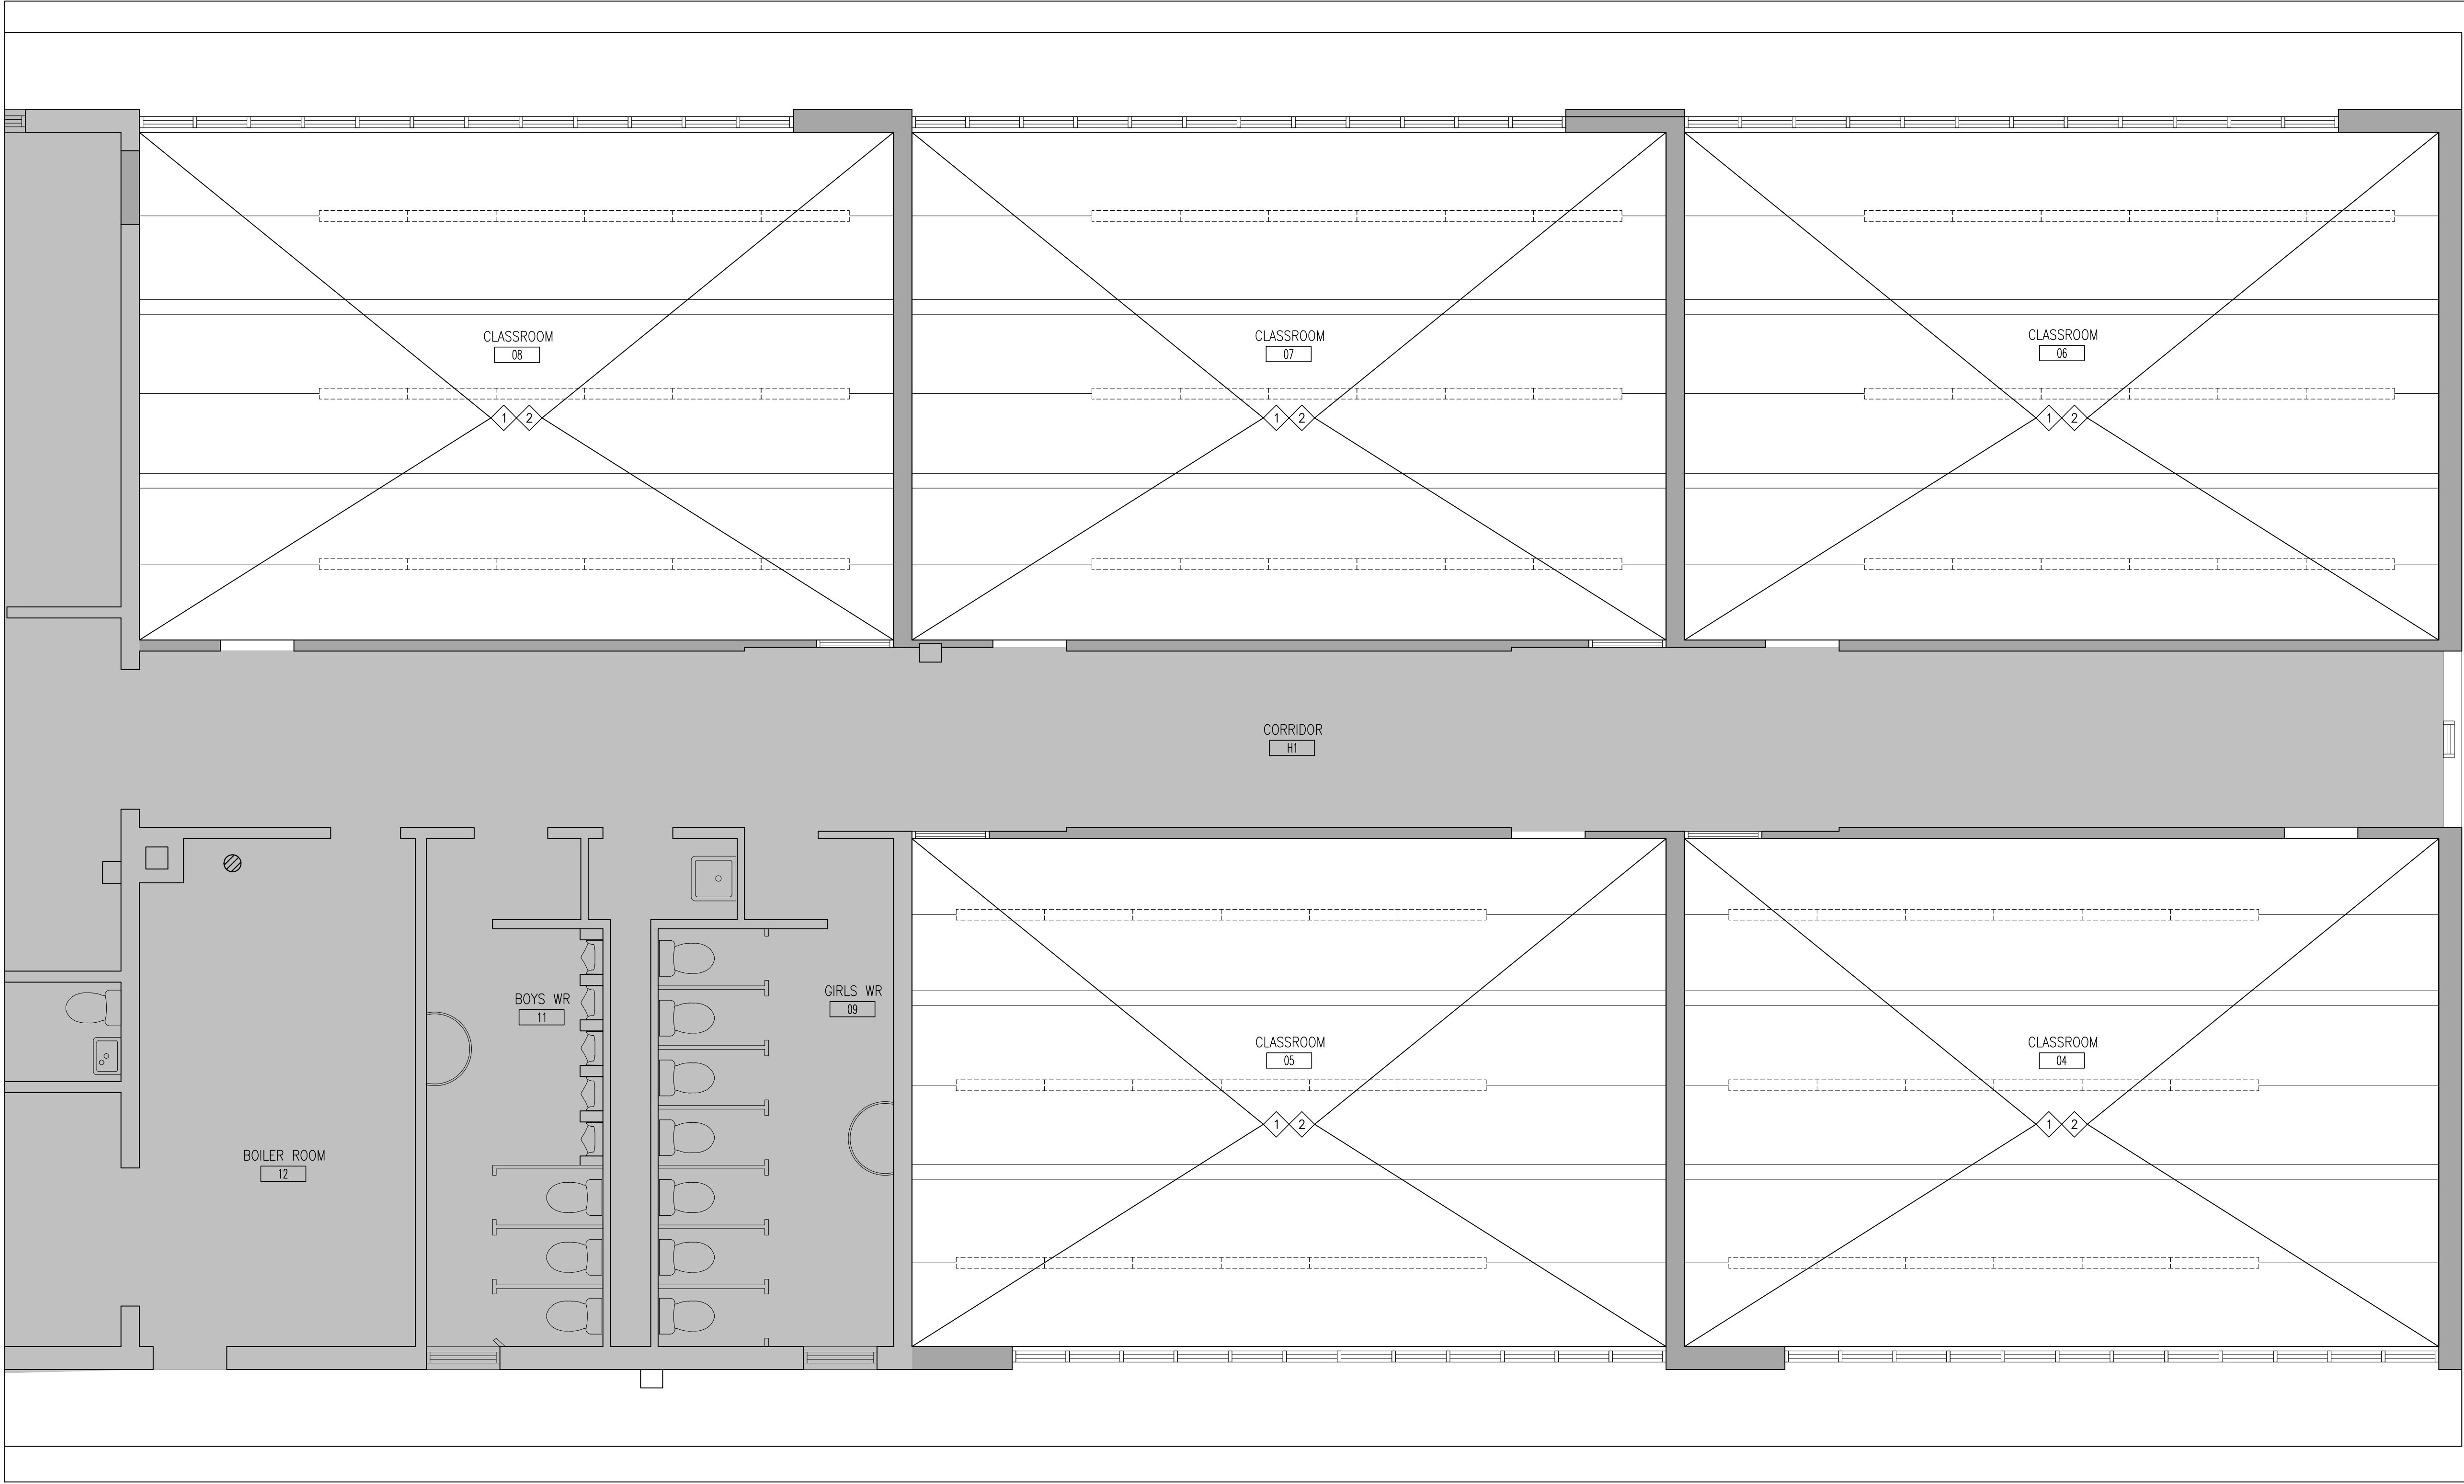 CLASSROOM
08
1 2
CLASSROOM
07
1 2
CLASSROOM
06
1 2
CORRIDOR
H1
BOYS WR
11
GIRLS WR
09
CLASSROOM
05
1 2
CLASSROOM
04
1 2
BOILER ROOM
12